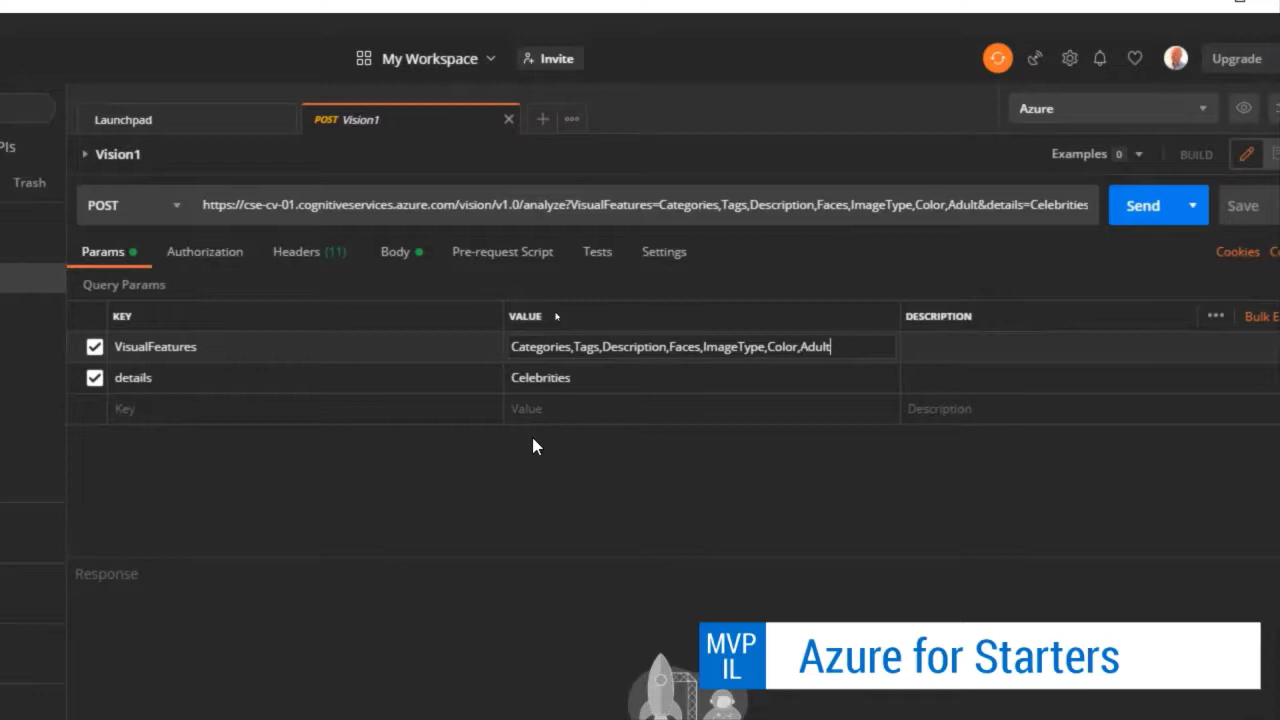 My Workspace
Invite
Upgrade
Launchpad
POST Vision1
Azure
PIs
Vision1
Examples 0
BUILD
Trash
POST
https://cse-cv-01.cognitiveservices.azure.com/vision/v1.0/analyze?VisualFeatures=Categories,Tags,Description,Faces,ImageType,Color,Adult&details=Celebrities
Send
Save
Params
Authorization
Headers (11)
Body
Pre-request Script
Tests
Settings
Cookies
Query Params
KEY
VALUE
DESCRIPTION
Bulk E
VisualFeatures
Categories,Tags,Description,Faces,ImageType,Color,Adult
details
Celebrities
Key
Value
Description
Response
MVP
IL
Azure for Starters